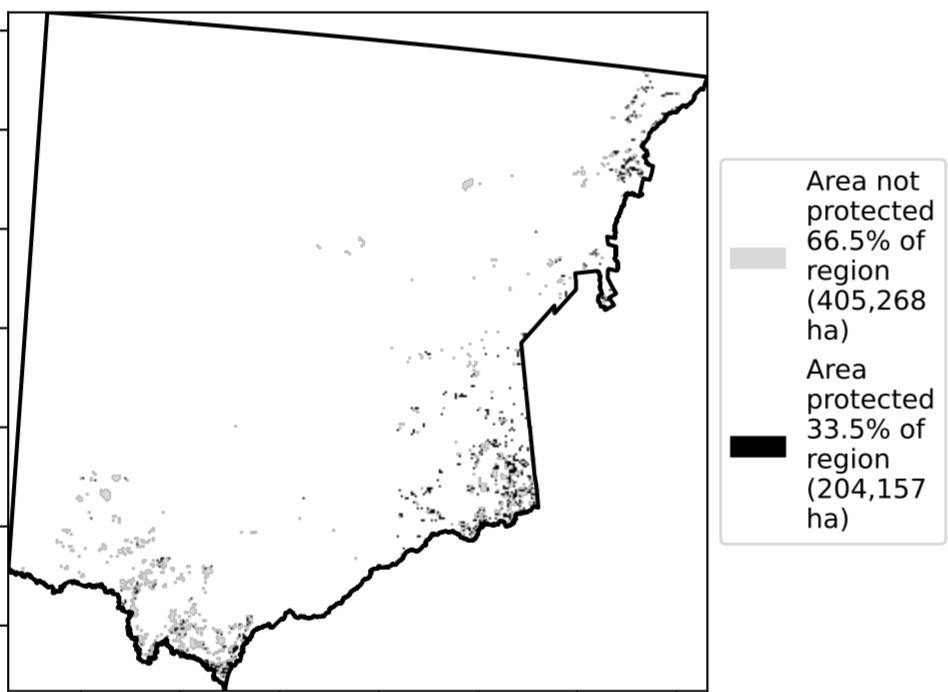 Area not
protected
66.5% of
region
(405,268
ha)
Area
protected
33.5% of
region
(204,157
ha)